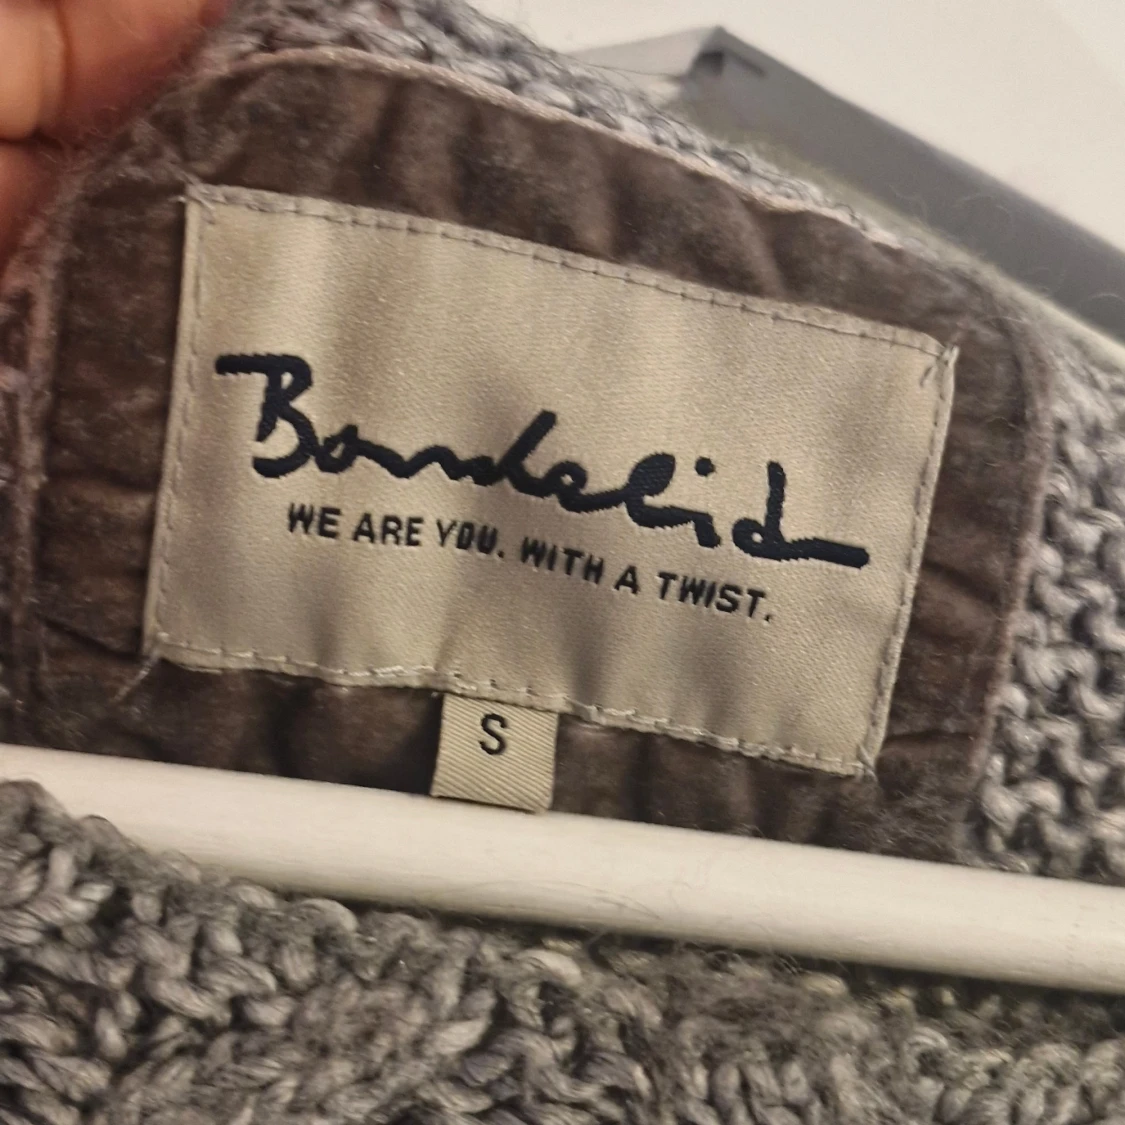 Bondelid
WE ARE YOU. WITH A TWIST.
S